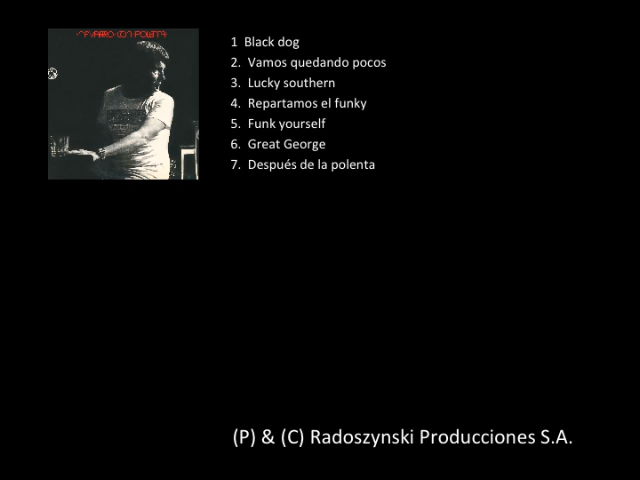 1 Black dog
2. Vamos quedando pocos
3. Lucky southern
4. Repartamos el funky
5. Funk yourself
6. Great George
7. Después de la polenta
(P) & (C) Radoszynski Producciones S.A.